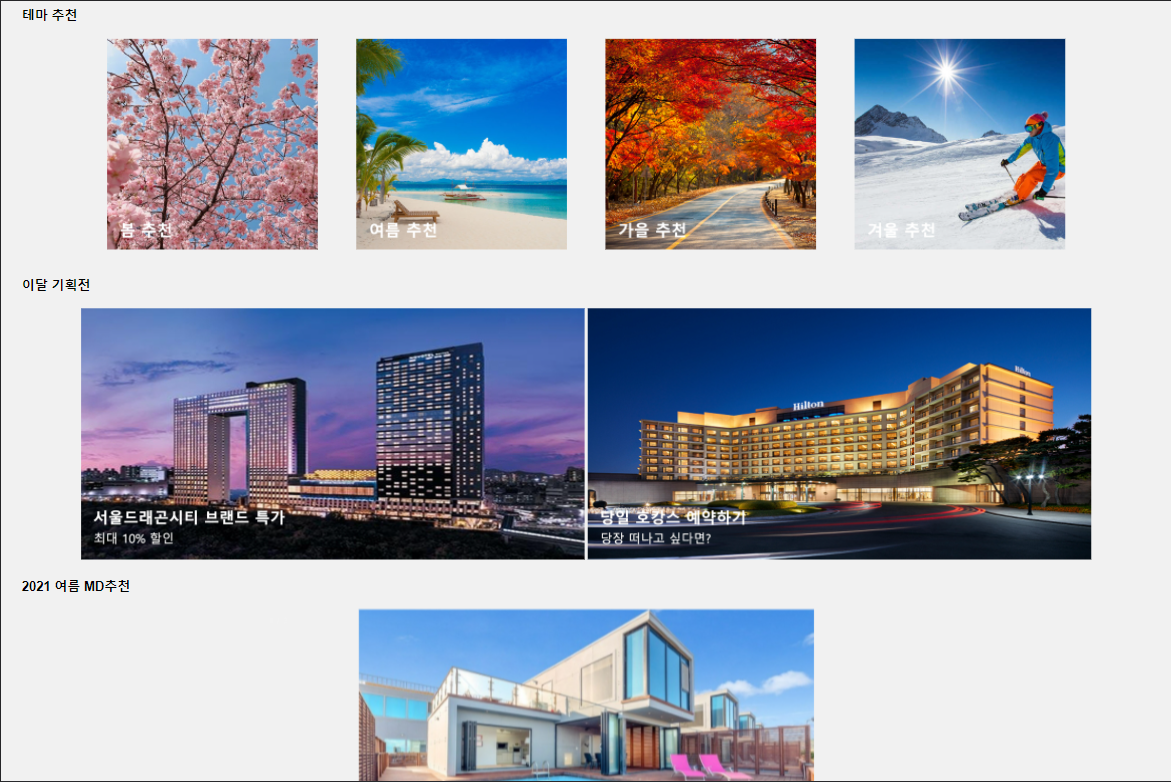 테마 추천
봄 추천
여름 추천
가을 추천
겨울 추천
이달 기획전
Hilton
Hilton
서울드래곤시티 브랜드 특가
최대 10% 할인
당일 호캉스 예약하기
당장 떠나고 싶다면?
2021 여름 MD추천